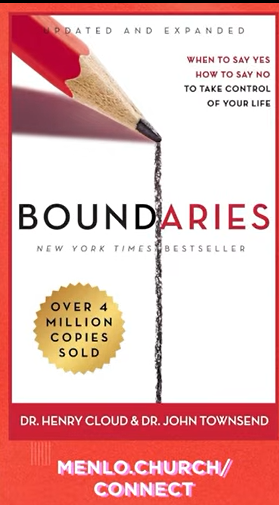 UPDATED AND EXPANDED
WHEN TO SAY YES
HOW TO SAY NO
TO TAKE CONTROL
OF YOUR LIFE
BOUNDARIES
NEW YORK TIMES BESTSELLER
OVER 4
MILLION
COPIES
SOLD
DR. HENRY CLOUD & DR. JOHN TOWNSEND
MENLO.CHURCH/
CONNECT